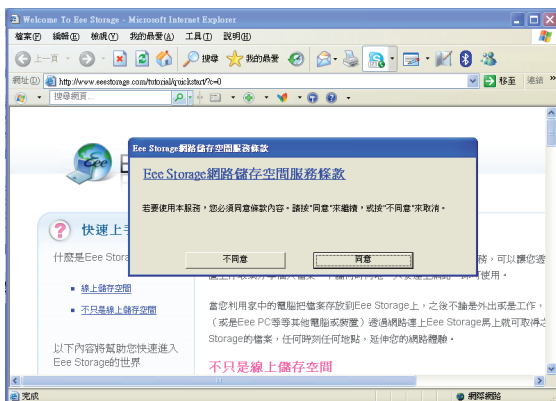 Welcome To Eee Storage - Microsoft Internet Explorer
檔案(F) 編輯(E) 檢視(V) 我的最愛(A) 工具(T) 說明(H)
上一頁 搜尋 我的最愛
網址(D) http://www.eeestorage.com/tutorial/quickstart/?c=0 移至 連結 »
搜尋網頁...
Eee Storage網路儲存空間服務條款
Eee
Eee Storage網路儲存空間服務條款
若要使用本服務，您必須同意條款內容。請按"同意"來繼續，或按"不同意"來取消。
不同意 同意
? 快速上
什麼是Eee Stora
線上儲存空間
不只是線上儲存空間
以下內容將幫助您快速進入
Eee Storage的世界
務，可以讓您透
使用。
當您利用家中的電腦把檔案存放到Eee Storage上，之後不論是外出或是工作，
（或是Eee PC等等其他電腦或裝置）透過網路連上Eee Storage馬上就可取得之
Storage的檔案，任何時刻任何地點，延伸您的網路體驗。
不只是線上儲存空間
完成 網際網路